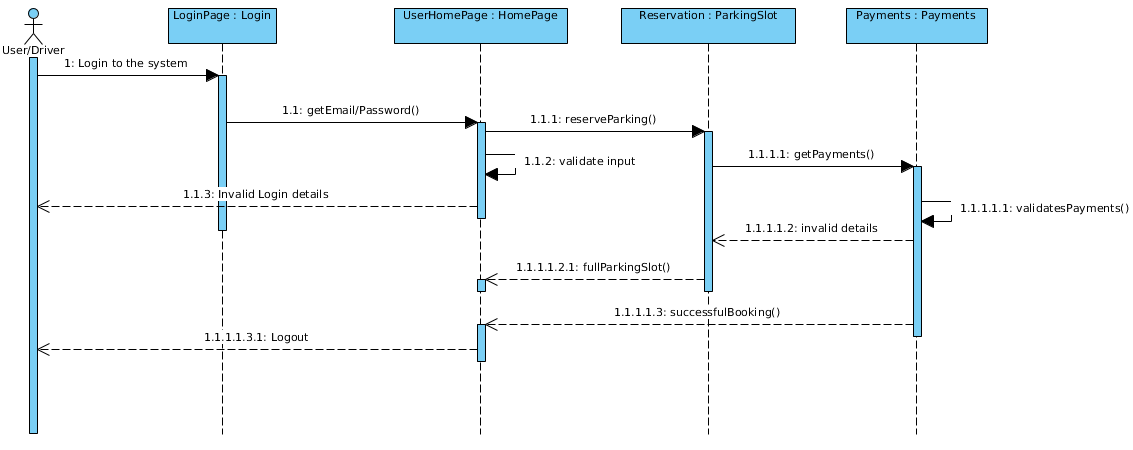 LoginPage : Login
UserHomePage : HomePage
Reservation : ParkingSlot
Payments : Payments
User/Driver
1: Login to the system
1.1: getEmail/Password()
1.1.1: reserveParking()
1.1.2: validate input
1.1.1.1: getPayments()
1.1.3: Invalid Login details
1.1.1.1.1: validatesPayments()
1.1.1.1.2: invalid details
1.1.1.1.2.1: fullParkingSlot()
1.1.1.1.3: successfulBooking()
1.1.1.1.3.1: Logout